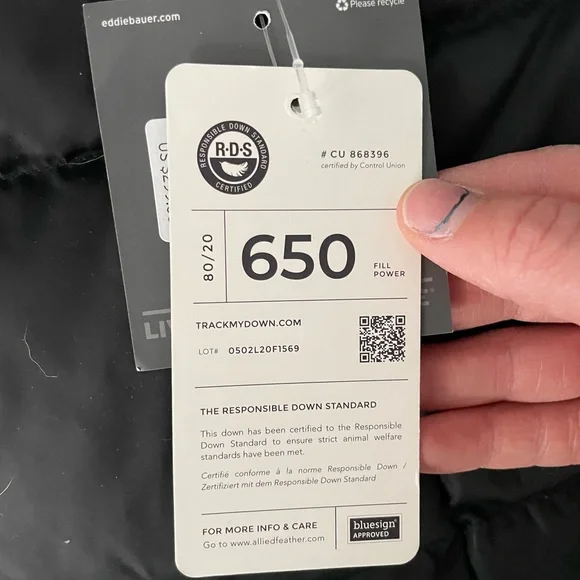 eddiebauer.com
Please recycle
RESPONSIBLE DOWN STANDARD
R·D·S
CERTIFIED
# CU 868396
certified by Control Union
80/20
650
FILL
POWER
TRACKMYDOWN.COM
LOT# 0502L20F1569
THE RESPONSIBLE DOWN STANDARD
This down has been certified to the Responsible
Down Standard to ensure strict animal welfare
standards have been met.
Certifié conforme à la norme Responsible Down /
Zertifiziert mit dem Responsible Down Standard
FOR MORE INFO & CARE
Go to www.alliedfeather.com
bluesign®
APPROVED